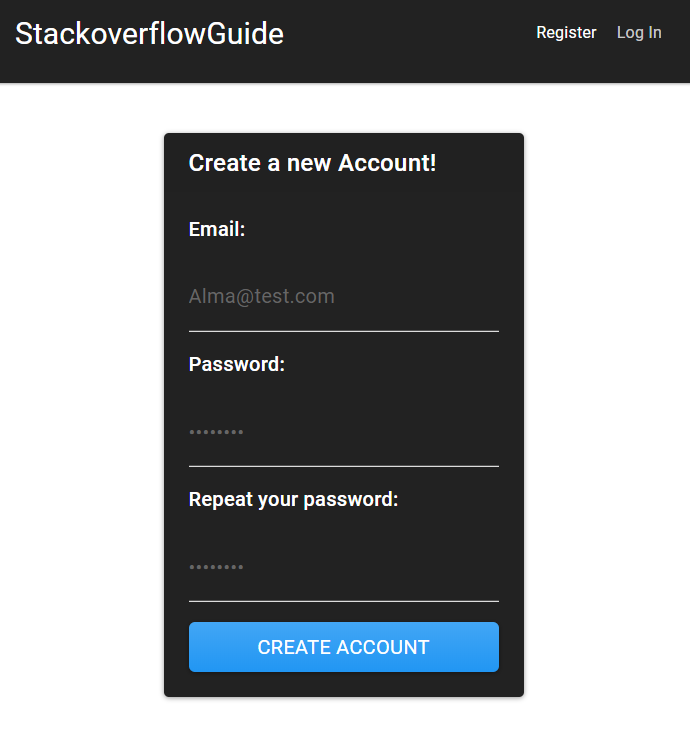 StackoverflowGuide
Register Log In
Create a new Account!
Email:
Alma@test.com
Password:
••••••••
Repeat your password:
••••••••
CREATE ACCOUNT